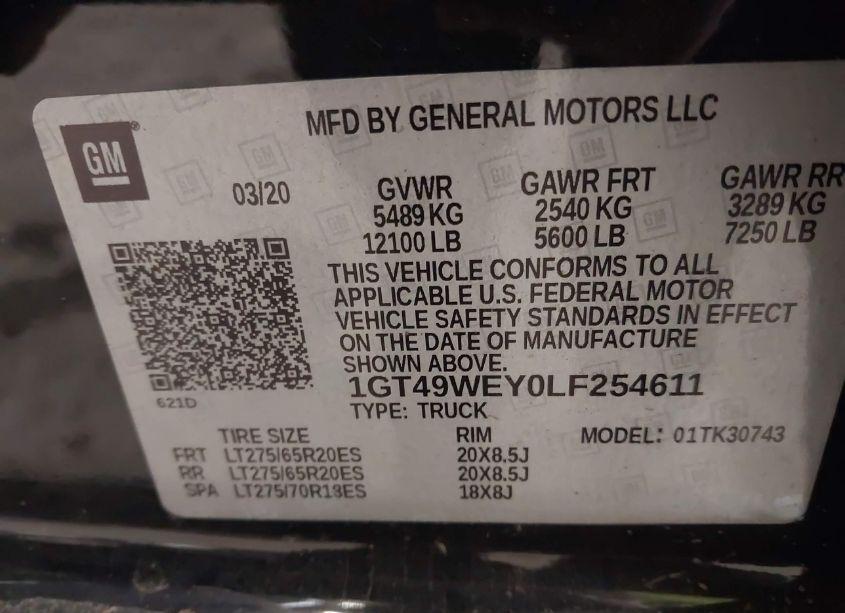 MFD BY GENERAL MOTORS LLC
GM
03/20
GVWR GAWR FRT GAWR RR
5489 KG 2540 KG 3289 KG
12100 LB 5600 LB 7250 LB
THIS VEHICLE CONFORMS TO ALL
APPLICABLE U.S. FEDERAL MOTOR
VEHICLE SAFETY STANDARDS IN EFFECT
ON THE DATE OF MANUFACTURE
SHOWN ABOVE.
621D
1GT49WEY0LF254611
TYPE: TRUCK
TIRE SIZE RIM MODEL: 01TK30743
FRT LT275/65R20ES 20X8.5J
RR LT275/65R20ES 20X8.5J
SPA LT275/70R18ES 18X8J